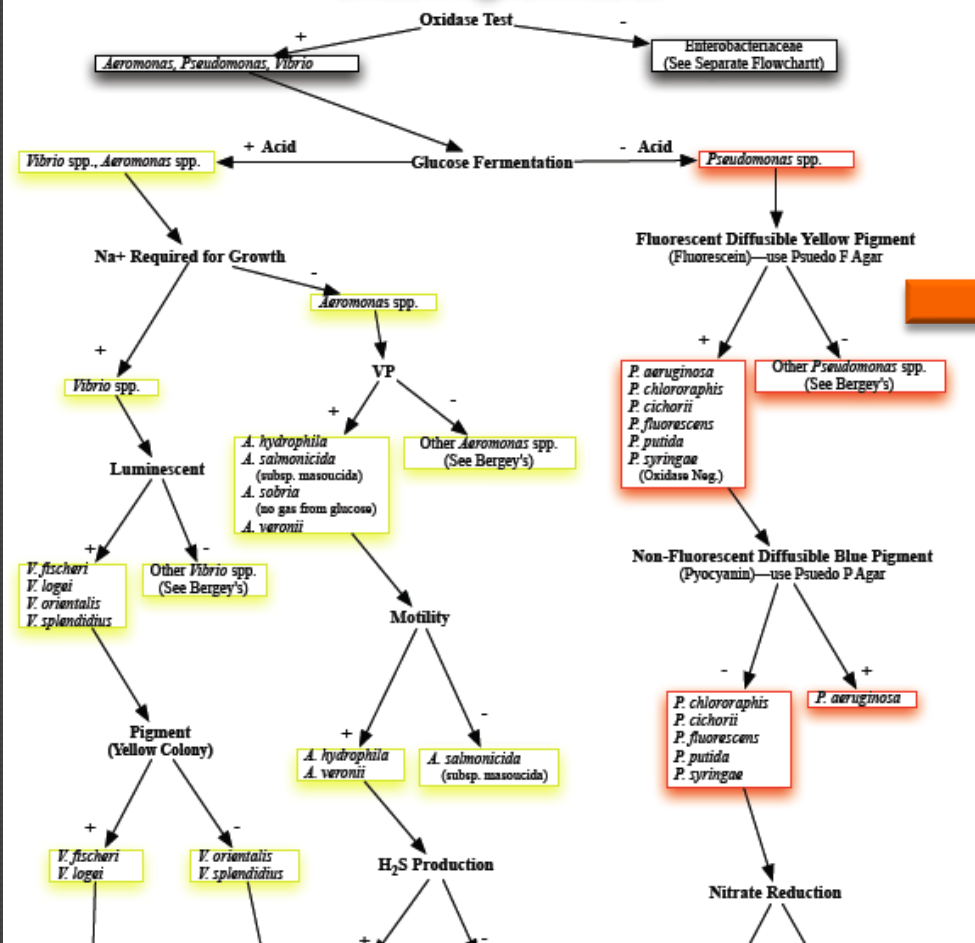 Oxidase Test
+
-
Aeromonas, Pseudomonas, Vibrio
Enterobacteriaceae
(See Separate Flowchartt)
+ Acid
Glucose Fermentation
- Acid
Vibrio spp., Aeromonas spp.
Pseudomonas spp.
Na+ Required for Growth
-
+
Aeromonas spp.
Fluorescent Diffusible Yellow Pigment
(Fluorescein)—use Psuedo F Agar
+
-
Vibrio spp.
VP
+
-
P. aeruginosa
P. chlororaphis
P. cichorii
P. fluorescens
P. putida
P. syringae
(Oxidase Neg.)
Other Pseudomonas spp.
(See Bergey's)
Luminescent
+
-
A. hydrophila
A. salmonicida
(subsp. masoucida)
A. sobria
(no gas from glucose)
A. veronii
Other Aeromonas spp.
(See Bergey's)
V. fischeri
V. logei
V. orientalis
V. splendidius
Other Vibrio spp.
(See Bergey's)
Non-Fluorescent Diffusible Blue Pigment
(Pyocyanin)—use Psuedo P Agar
-
+
Motility
+
-
P. chlororaphis
P. cichorii
P. fluorescens
P. putida
P. syringae
P. aeruginosa
Pigment
(Yellow Colony)
+
-
A. hydrophila
A. veronii
A. salmonicida
(subsp. masoucida)
V. fischeri
V. logei
V. orientalis
V. splendidius
H2S Production
+
-
Nitrate Reduction